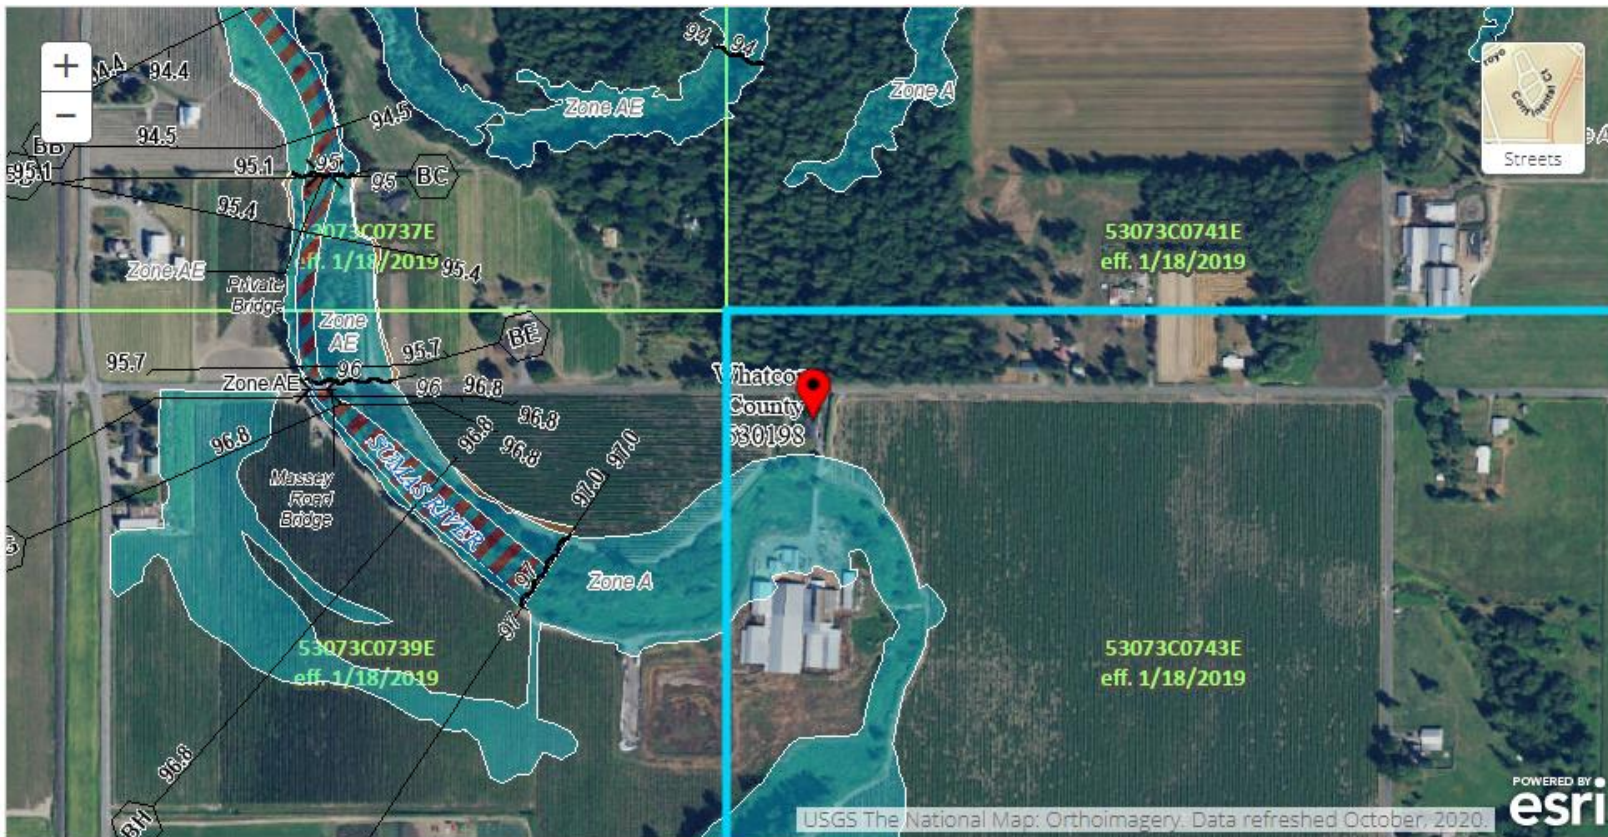 +
−
94.4
94.4
94
94
Zone AE
Zone A
Continental Ct
Streets
94.5
94.5
BB
95.1
95.1
95
95
BC
95.4
95.4
Zone AE
3073C0737E
eff. 1/18/2019
53073C0741E
eff. 1/18/2019
Private
Bridge
Zone
AE
BE
95.7
95.7
96
96
Zone AE
96.8
96.8
96.8
96.8
96.8
Whatco
County
530198
SUMAS RIVER
Massey
Road
Bridge
97.0
97.0
97
97
Zone A
53073C0739E
eff. 1/18/2019
53073C0743E
eff. 1/18/2019
96.8
BH
POWERED BY
esri
USGS The National Map: Orthoimagery. Data refreshed October, 2020.